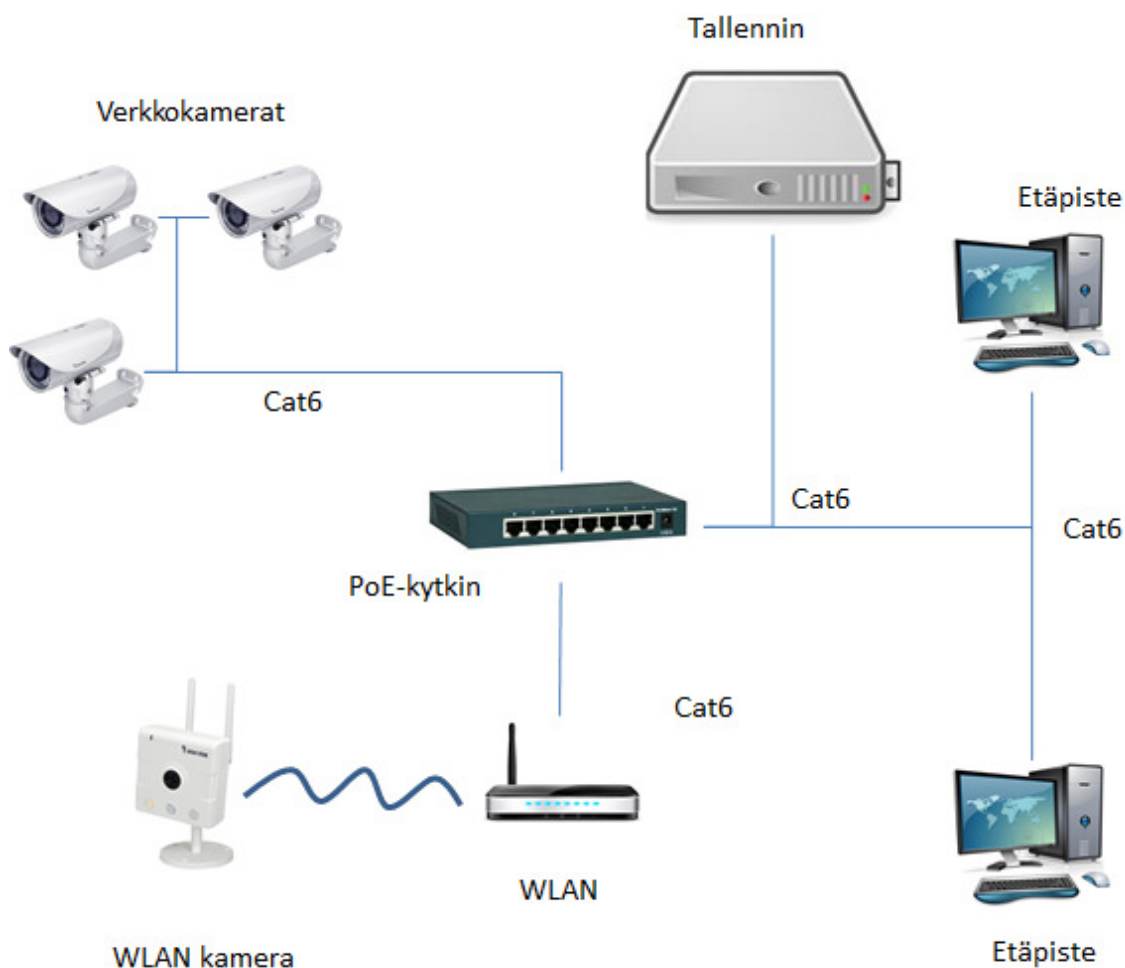 Tallennin
Verkkokamerat
Etäpiste
Cat6
Cat6
Cat6
PoE-kytkin
Cat6
WLAN
WLAN kamera
Etäpiste